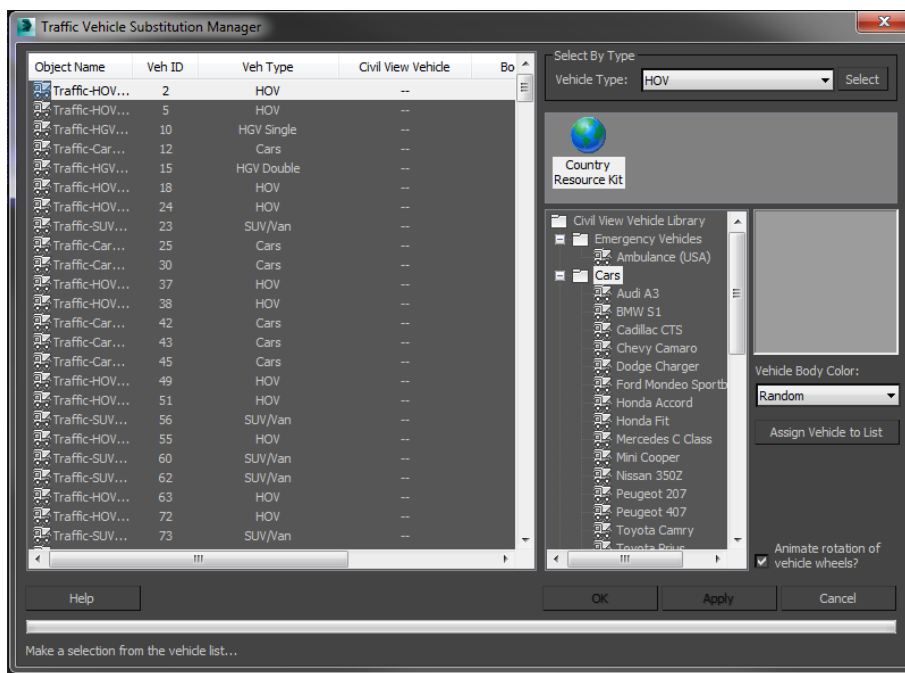 Traffic Vehicle Substitution Manager
Object Name Veh ID Veh Type Civil View Vehicle Bo
Traffic-HOV... 2 HOV --
Traffic-HOV... 5 HOV --
Traffic-HGV... 10 HGV Single --
Traffic-Car... 12 Cars --
Traffic-HGV... 15 HGV Double --
Traffic-HOV... 18 HOV --
Traffic-HOV... 24 HOV --
Traffic-SUV... 23 SUV/Van --
Traffic-Car... 25 Cars --
Traffic-Car... 30 Cars --
Traffic-HOV... 37 HOV --
Traffic-HOV... 38 HOV --
Traffic-Car... 42 Cars --
Traffic-Car... 43 Cars --
Traffic-Car... 45 Cars --
Traffic-HOV... 49 HOV --
Traffic-HOV... 51 HOV --
Traffic-SUV... 56 SUV/Van --
Traffic-HOV... 55 HOV --
Traffic-SUV... 60 SUV/Van --
Traffic-SUV... 62 SUV/Van --
Traffic-HOV... 63 HOV --
Traffic-HOV... 72 HOV --
Traffic-SUV... 73 SUV/Van --
Select By Type
Vehicle Type: HOV Select
Country
Resource Kit
Civil View Vehicle Library
Emergency Vehicles
Ambulance (USA)
Cars
Audi A3
BMW S1
Cadillac CTS
Chevy Camaro
Dodge Charger
Ford Mondeo Sportb
Honda Accord
Honda Fit
Mercedes C Class
Mini Cooper
Nissan 350Z
Peugeot 207
Peugeot 407
Toyota Camry
Toyota Prius
Vehicle Body Color:
Random
Assign Vehicle to List
Animate rotation of
vehicle wheels?
Help OK Apply Cancel
Make a selection from the vehicle list...